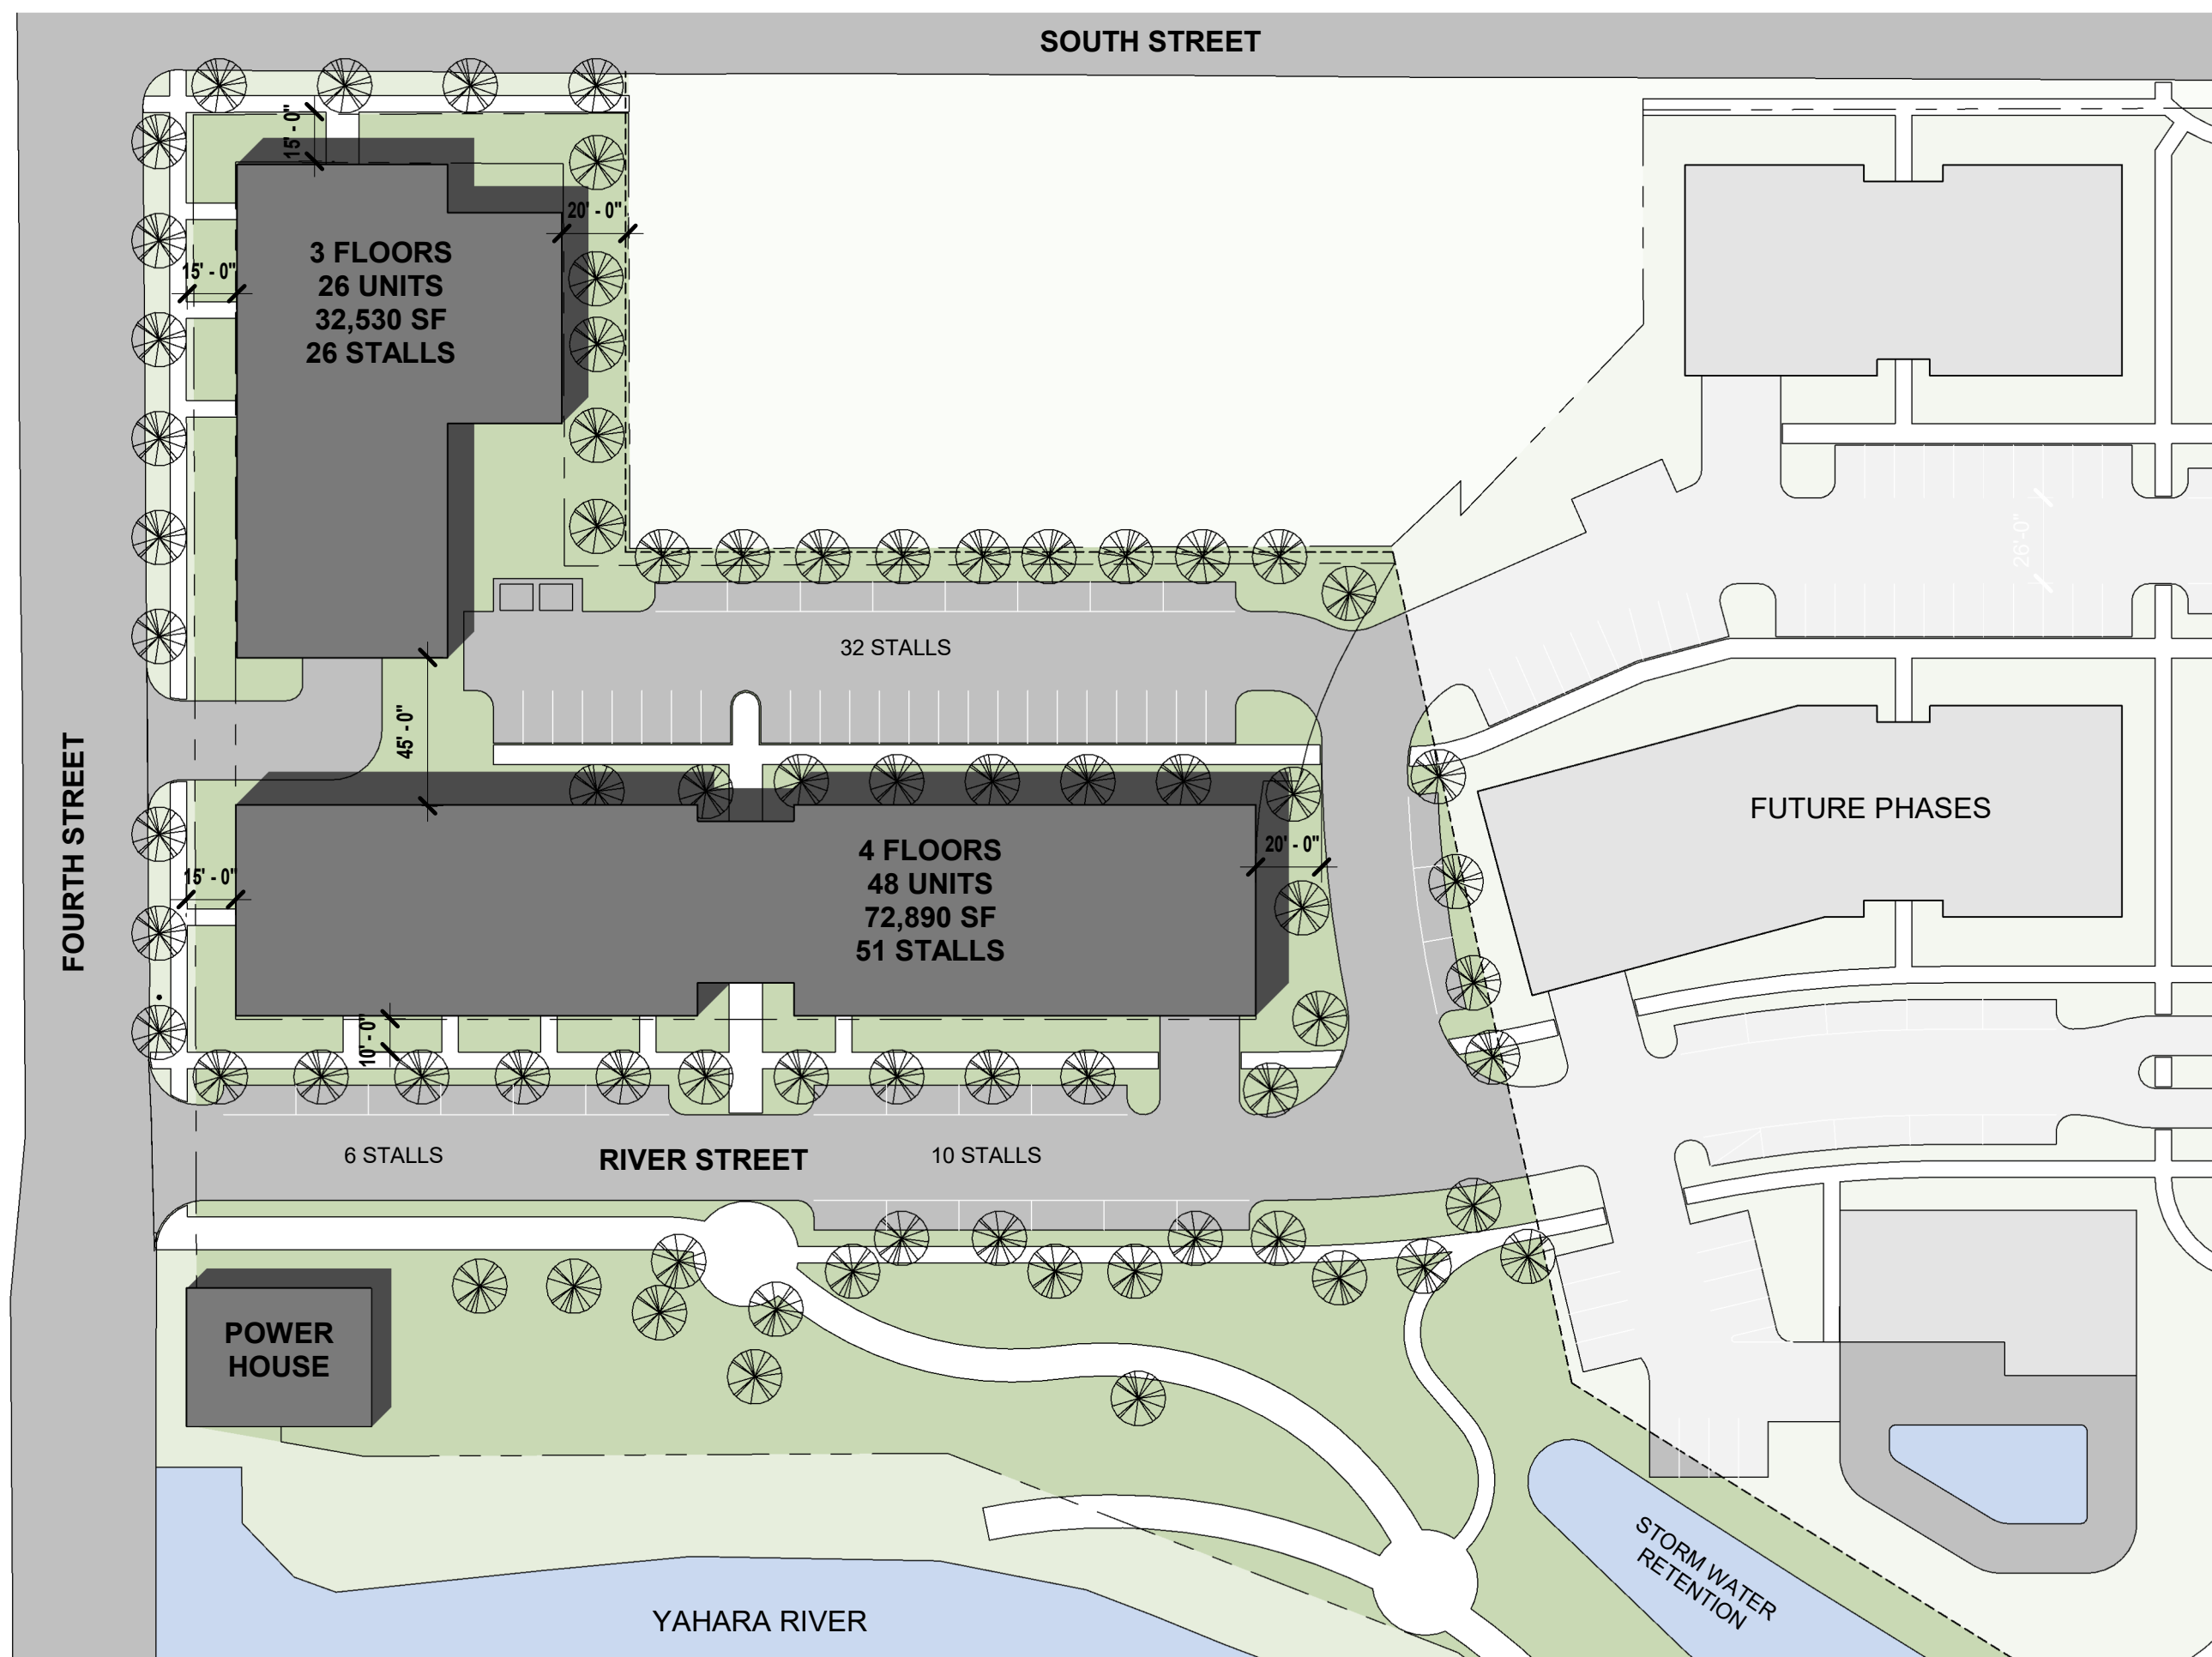 SOUTH STREET
15' - 0"
20' - 0"
3 FLOORS
26 UNITS
32,530 SF
26 STALLS
15' - 0"
26'-0"
32 STALLS
45' - 0"
FOURTH STREET
FUTURE PHASES
4 FLOORS
48 UNITS
72,890 SF
51 STALLS
20' - 0"
15' - 0"
10' - 0"
6 STALLS
RIVER STREET
10 STALLS
POWER
HOUSE
STORM WATER
RETENTION
YAHARA RIVER